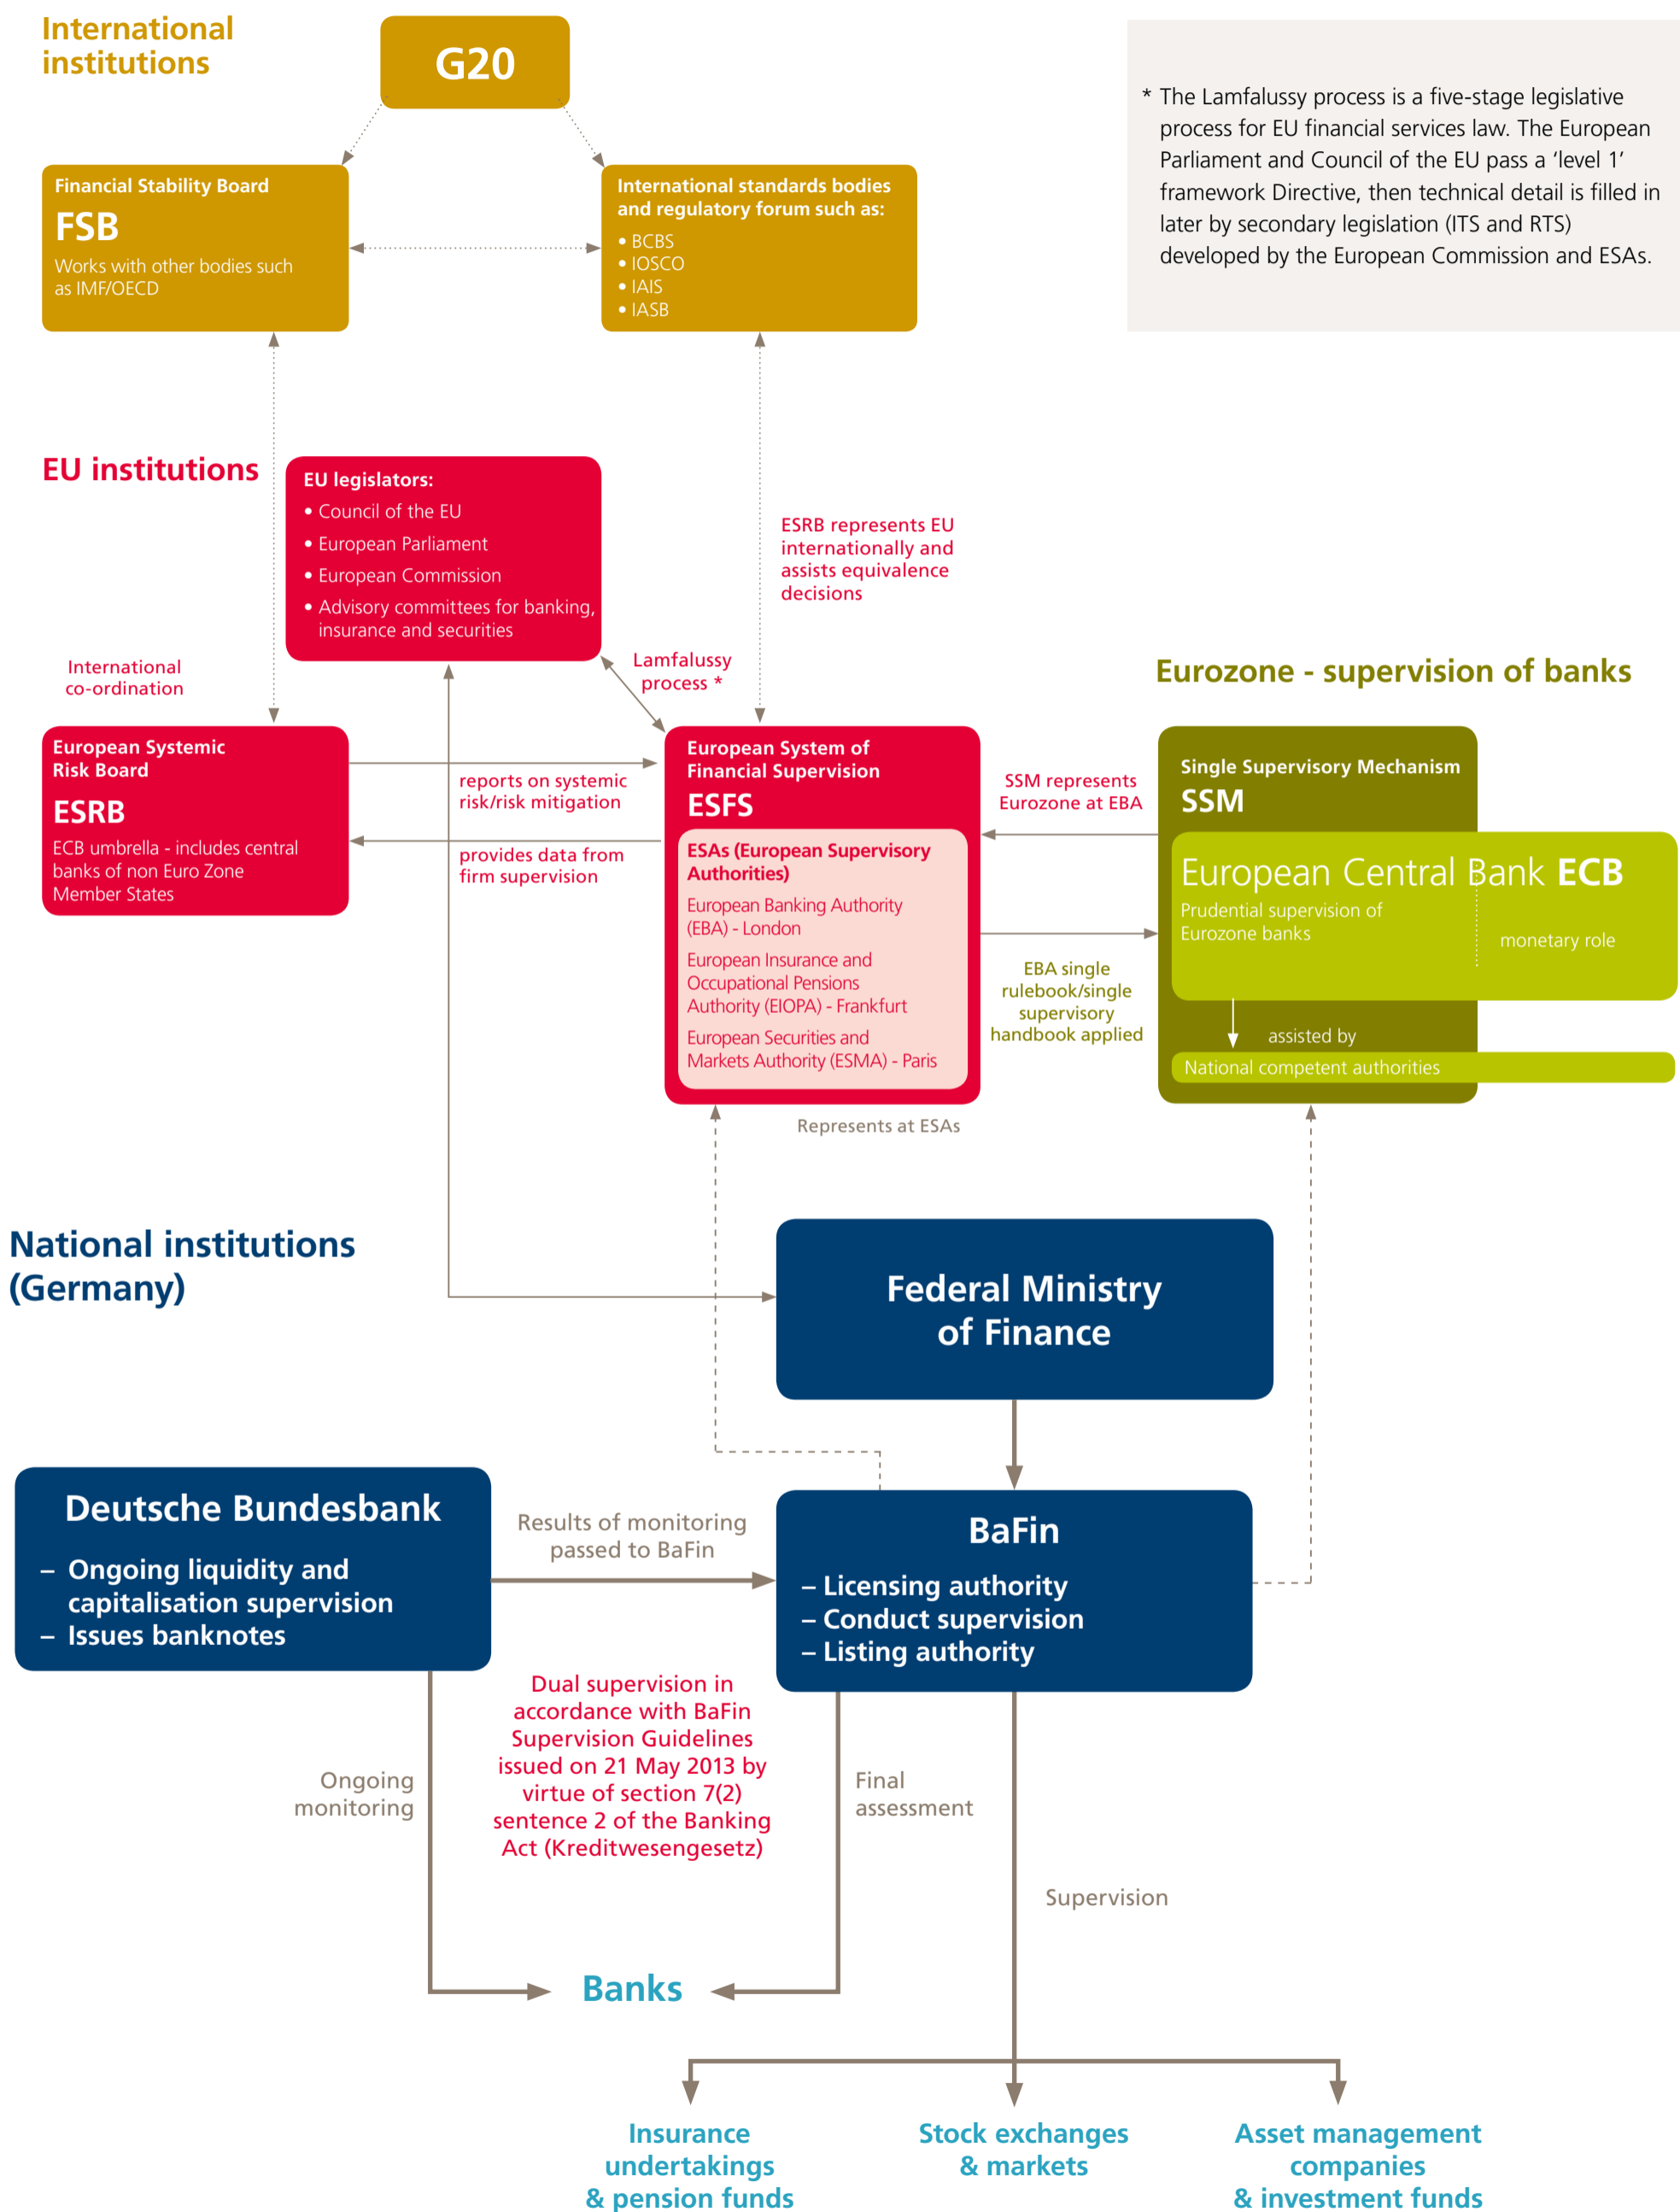 International
institutions
G20
* The Lamfalussy process is a five-stage legislative
process for EU financial services law. The European
Parliament and Council of the EU pass a ‘level 1’
framework Directive, then technical detail is filled in
later by secondary legislation (ITS and RTS)
developed by the European Commission and ESAs.
Financial Stability Board
FSB
Works with other bodies such
as IMF/OECD
International standards bodies
and regulatory forum such as:
• BCBS
• IOSCO
• IAIS
• IASB
EU institutions
EU legislators:
• Council of the EU
• European Parliament
• European Commission
• Advisory committees for banking,
insurance and securities
ESRB represents EU
internationally and
assists equivalence
decisions
International
co-ordination
Lamfalussy
process *
Eurozone - supervision of banks
European Systemic
Risk Board
ESRB
ECB umbrella - includes central
banks of non Euro Zone
Member States
reports on systemic
risk/risk mitigation
provides data from
firm supervision
European System of
Financial Supervision
ESFS
ESAs (European Supervisory
Authorities)
European Banking Authority
(EBA) - London
European Insurance and
Occupational Pensions
Authority (EIOPA) - Frankfurt
European Securities and
Markets Authority (ESMA) - Paris
SSM represents
Eurozone at EBA
EBA single
rulebook/single
supervisory
handbook applied
Single Supervisory Mechanism
SSM
European Central Bank ECB
Prudential supervision of
Eurozone banks
monetary role
assisted by
National competent authorities
Represents at ESAs
National institutions
(Germany)
Federal Ministry
of Finance
Deutsche Bundesbank
– Ongoing liquidity and
capitalisation supervision
– Issues banknotes
Results of monitoring
passed to BaFin
BaFin
– Licensing authority
– Conduct supervision
– Listing authority
Dual supervision in
accordance with BaFin
Supervision Guidelines
issued on 21 May 2013 by
virtue of section 7(2)
sentence 2 of the Banking
Act (Kreditwesengesetz)
Ongoing
monitoring
Final
assessment
Supervision
Banks
Insurance
undertakings
& pension funds
Stock exchanges
& markets
Asset management
companies
& investment funds